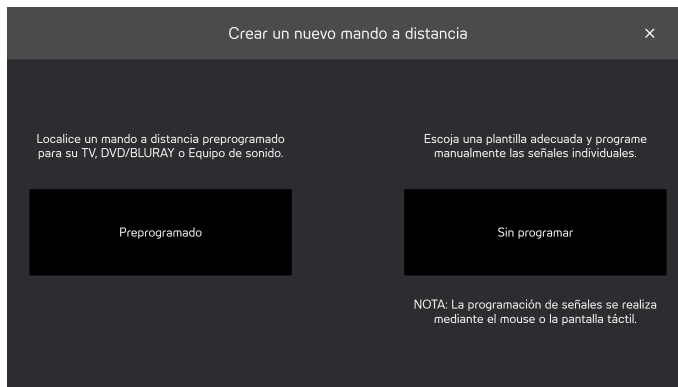 Crear un nuevo mando a distancia
Localice un mando a distancia preprogramado
para su TV, DVD/BLURAY o Equipo de sonido.
Preprogramado
Escoja una plantilla adecuada y programe
manualmente las señales individuales.
Sin programar
NOTA: La programación de señales se realiza
mediante el mouse o la pantalla táctil.